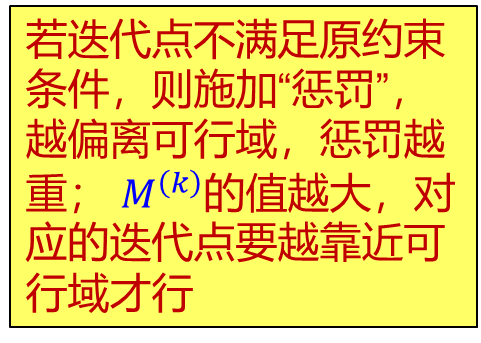 若迭代点不满足原约束
条件，则施加“惩罚”，
越偏离可行域，惩罚越
重； M^(k)的值越大，对
应的迭代点要越靠近可
行域才行